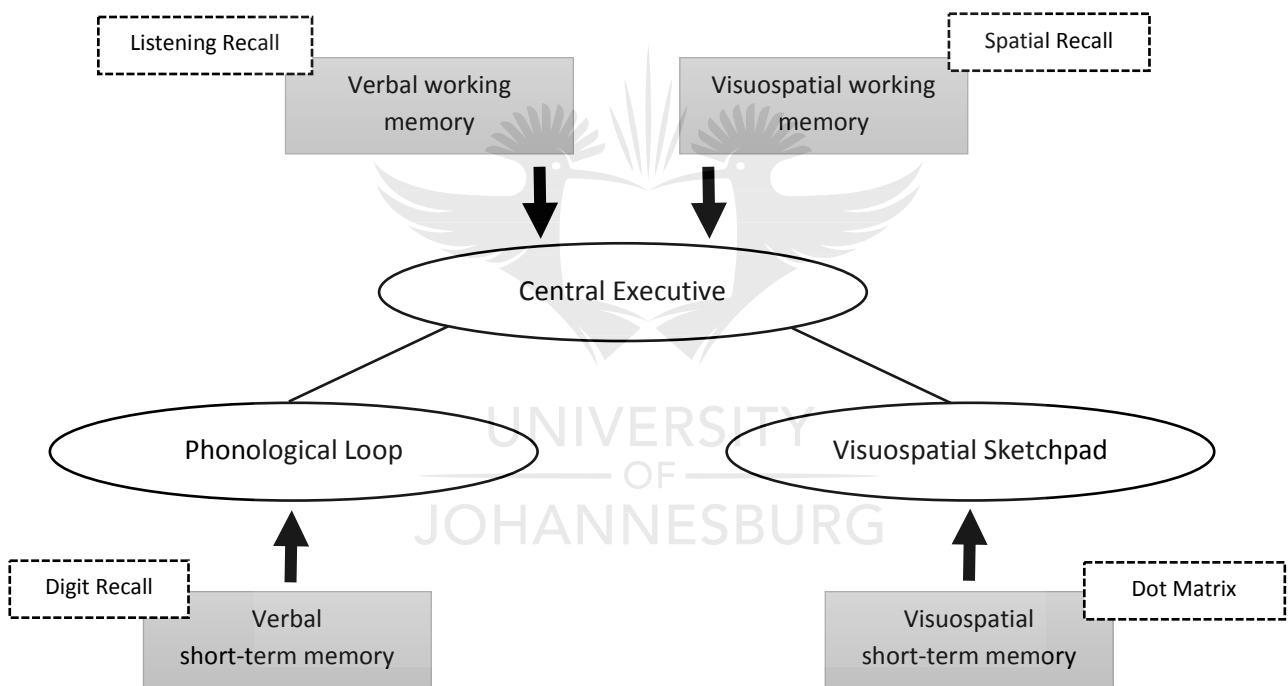 Listening Recall
Spatial Recall
Verbal working
memory
Visuospatial working
memory
Central Executive
Phonological Loop
Visuospatial Sketchpad
UNIVERSITY
OF
JOHANNESBURG
Digit Recall
Dot Matrix
Verbal
short-term memory
Visuospatial
short-term memory